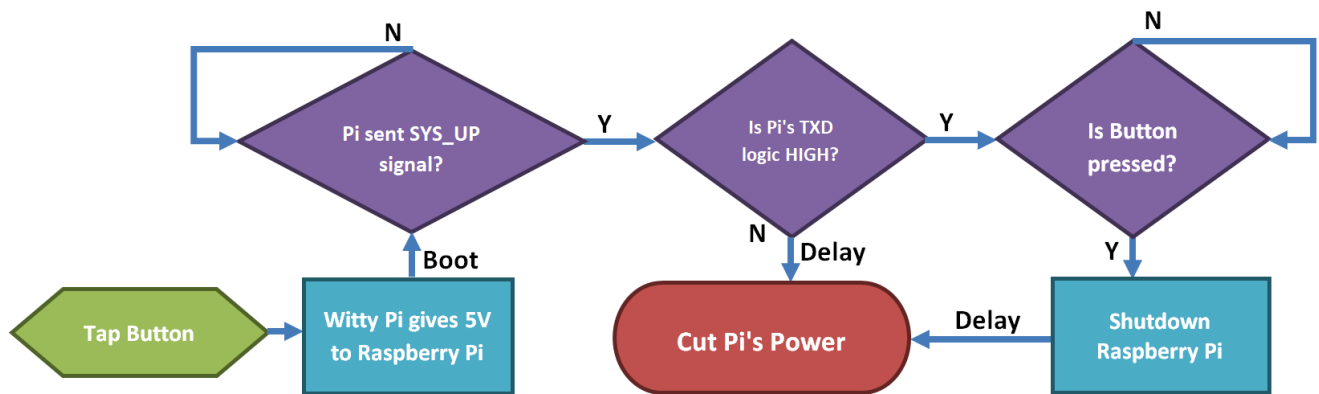 N
N
Pi sent SYS_UP
signal?
Y
Is Pi's TXD
logic HIGH?
Y
Is Button
pressed?
Boot
N
Delay
Y
Tap Button
Witty Pi gives 5V
to Raspberry Pi
Cut Pi's Power
Delay
Shutdown
Raspberry Pi